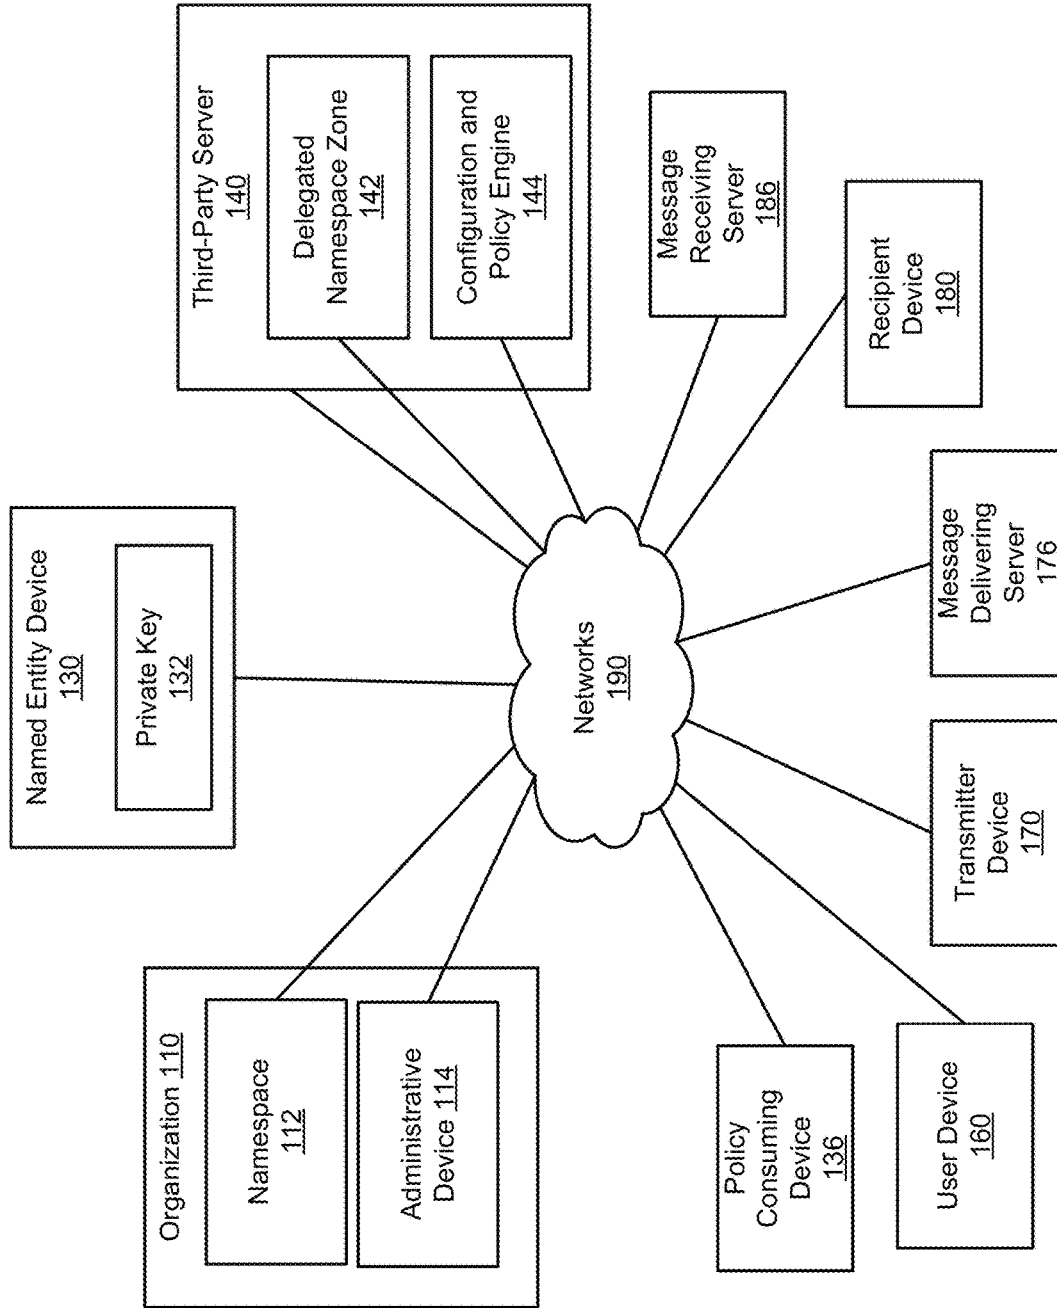 Organization 110
Namespace
112
Administrative
Device 114
Named Entity Device
130
Private Key
132
Third-Party Server
140
Delegated
Namespace Zone
142
Configuration and
Policy Engine
144
Networks
190
Policy
Consuming
Device
136
User Device
160
Transmitter
Device
170
Message
Delivering
Server
176
Recipient
Device
180
Message
Receiving
Server
186